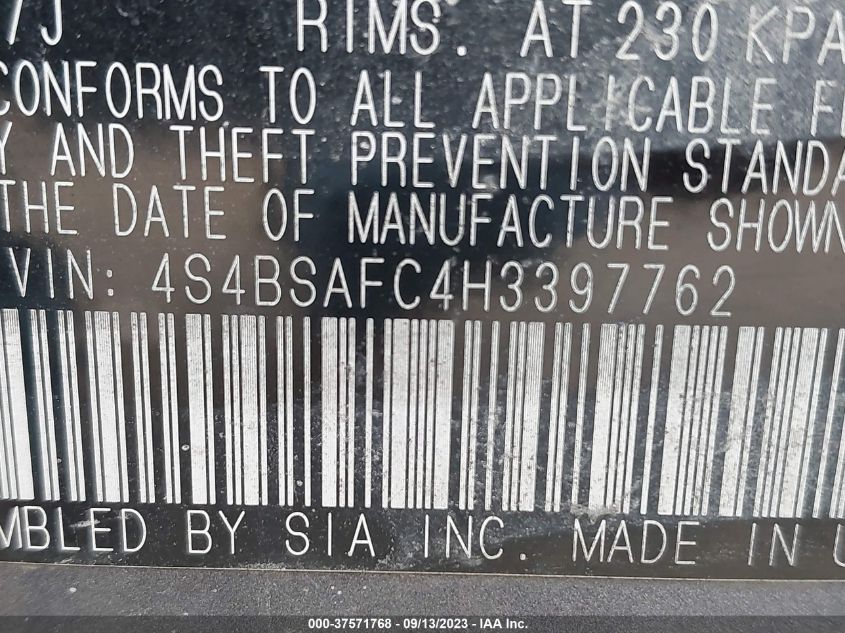 7J RIMS. AT 230 KPA
CONFORMS TO ALL APPLICABLE F
Y AND THEFT PREVENTION STANDA
THE DATE OF MANUFACTURE SHOWN
VIN: 4S4BSAFC4H3397762
MBLED BY SIA INC. MADE IN U
000-37571768 - 09/13/2023 - IAA Inc.